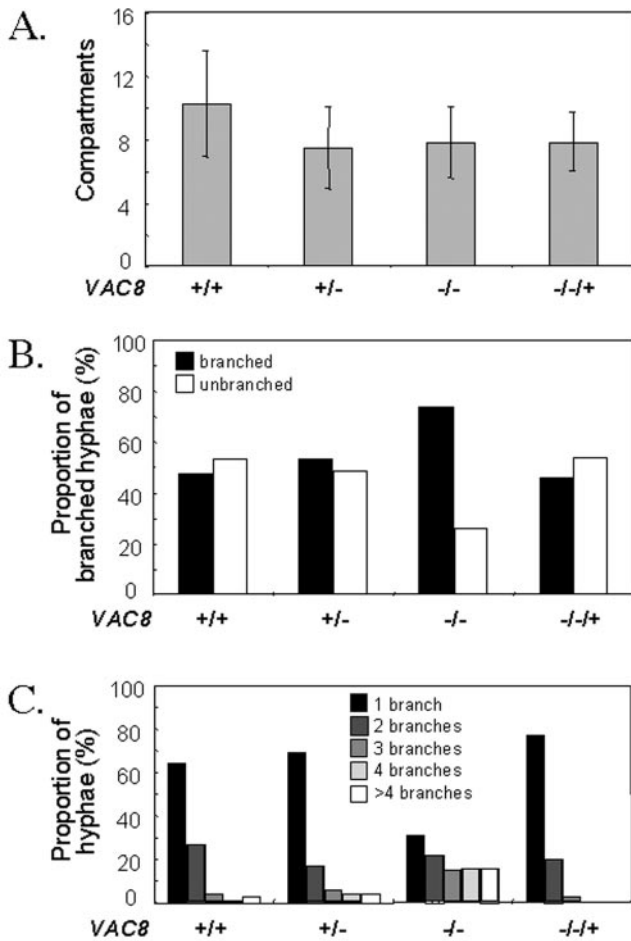 A.
Compartments
16
12
8
4
0
VAC8 +/+ +/- -/- -/-/+
B.
Proportion of
branched hyphae (%)
100
80
60
40
20
0
branched
unbranched
VAC8 +/+ +/- -/- -/-/+
C.
Proportion of
hyphae (%)
100
80
60
40
20
0
1 branch
2 branches
3 branches
4 branches
>4 branches
VAC8 +/+ +/- -/- -/-/+